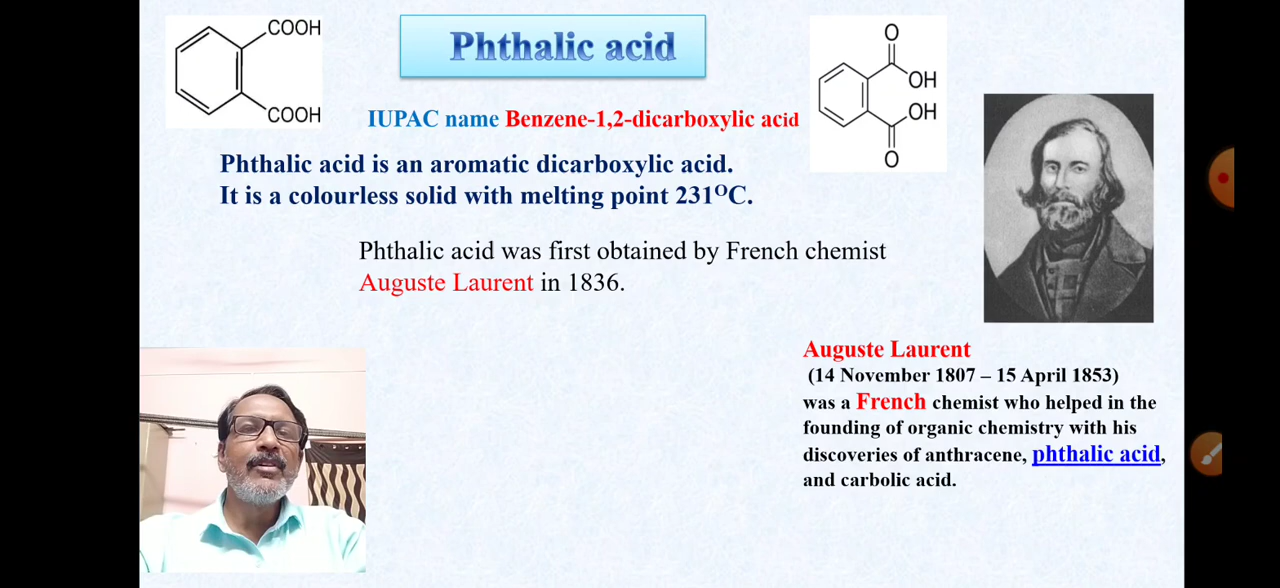 COOH
COOH
Phthalic acid
O
OH
OH
O
IUPAC name Benzene-1,2-dicarboxylic acid
Phthalic acid is an aromatic dicarboxylic acid.
It is a colourless solid with melting point 231⁰C.
Phthalic acid was first obtained by French chemist
Auguste Laurent in 1836.
Auguste Laurent
(14 November 1807 – 15 April 1853)
was a French chemist who helped in the
founding of organic chemistry with his
discoveries of anthracene, phthalic acid,
and carbolic acid.